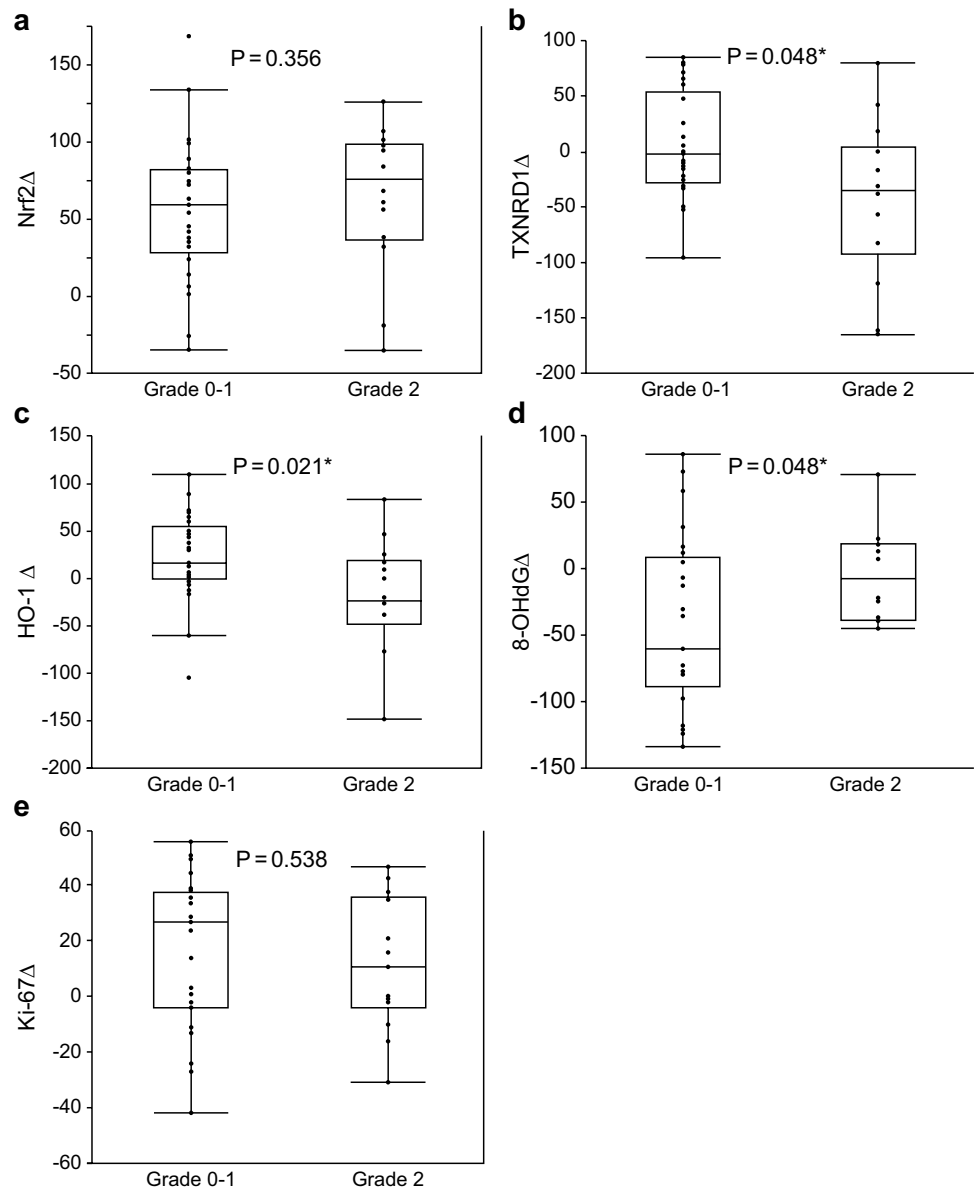 a
P = 0.356
Nrf2Δ
150
100
50
0
-50
Grade 0-1
Grade 2
b
P = 0.048*
TXNRD1Δ
100
50
0
-50
-100
-150
-200
Grade 0-1
Grade 2
c
P = 0.021*
HO-1 Δ
150
100
50
0
-50
-100
-150
-200
Grade 0-1
Grade 2
d
P = 0.048*
8-OHdGΔ
100
50
0
-50
-100
-150
Grade 0-1
Grade 2
e
P = 0.538
Ki-67Δ
60
40
20
0
-20
-40
-60
Grade 0-1
Grade 2